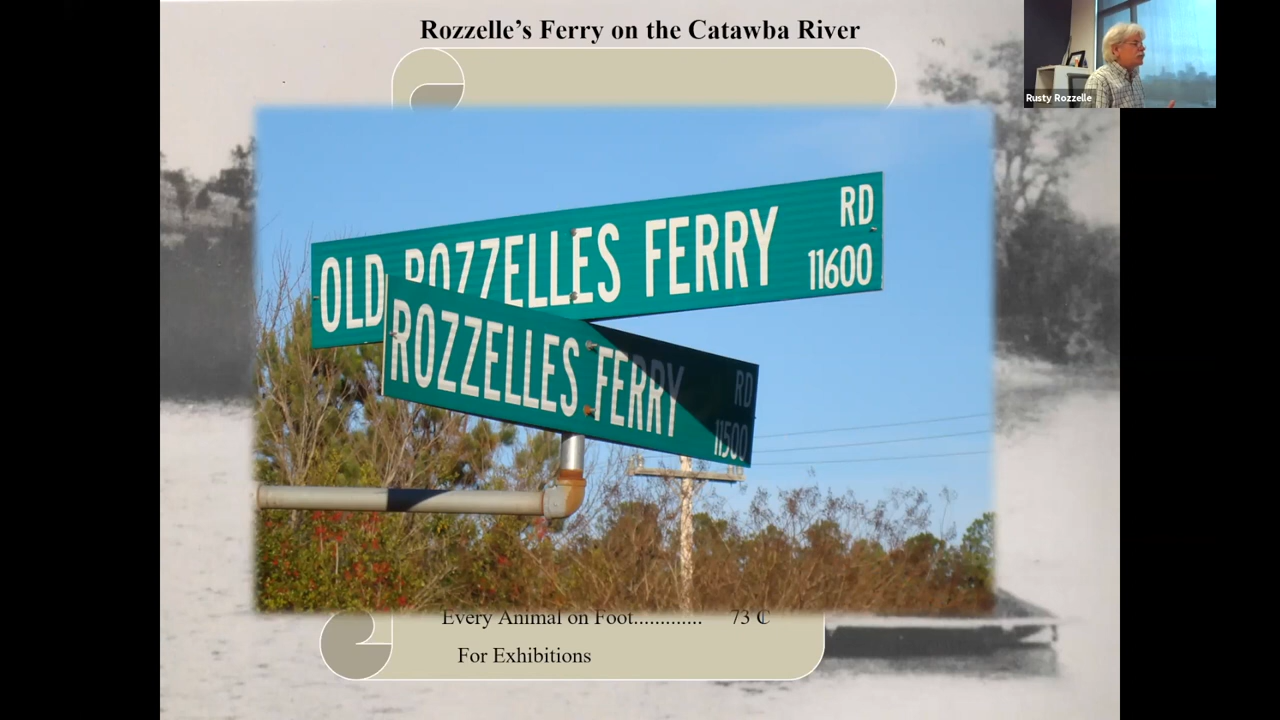 Rozzelle's Ferry on the Catawba River
Rusty Rozzelle
OLD ROZZELLES FERRY RD
11600
ROZZELLES FERRY RD
11500
Every Animal on Foot............. 73 ₵
For Exhibitions